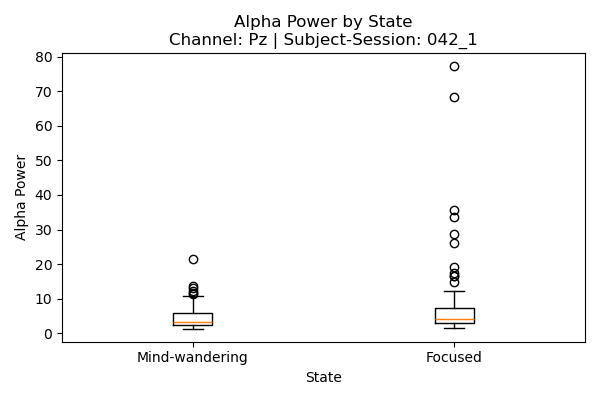 Alpha Power by State
Channel: Pz | Subject-Session: 042_1
80
70
60
50
40
30
20
10
0
Alpha Power
Mind-wandering
Focused
State